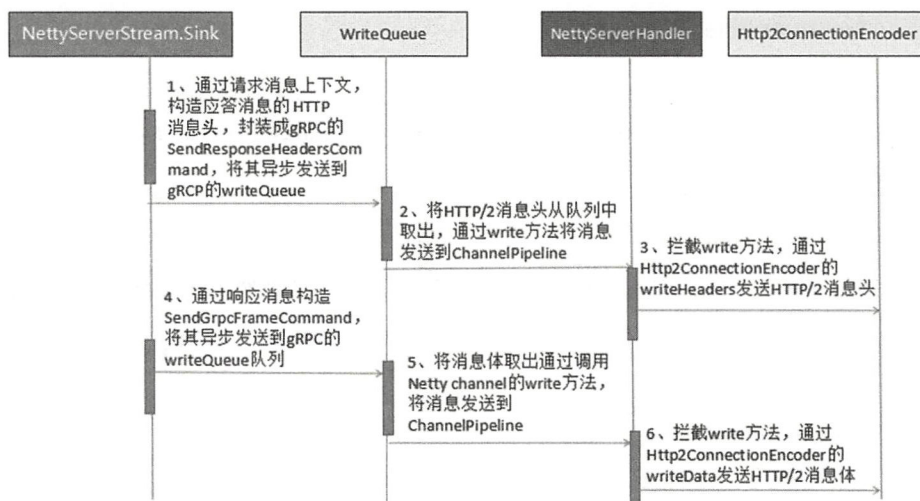 NettyServerStream.Sink
WriteQueue
NettyServerHandler
Http2ConnectionEncoder
1、通过请求消息上下文，
构造应答消息的 HTTP
消息头，封装成gRPC的
SendResponseHeadersCom
mand，将其异步发送到
gRCP的writeQueue
2、将HTTP/2消息头从队列中
取出，通过write方法将消息
发送到ChannelPipeline
3、拦截write方法，通过
Http2ConnectionEncoder的
writeHeaders发送HTTP/2消息头
4、通过响应消息构造
SendGrpcFrameCommand，
将其异步发送到gRPC的
writeQueue队列
5、将消息体取出通过调用
Netty channel的write方法，
将消息发送到
ChannelPipeline
6、拦截write方法，通过
Http2ConnectionEncoder的
writeData发送HTTP/2消息体